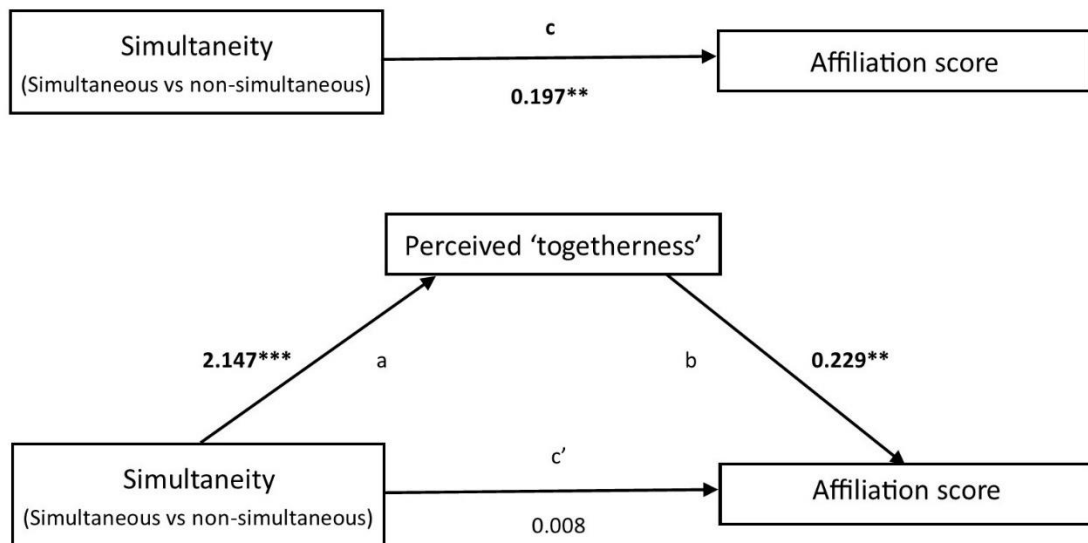 Simultaneity
(Simultaneous vs non-simultaneous)
c
0.197**
Affiliation score
Perceived ‘togetherness’
2.147***
a
b
0.229**
Simultaneity
(Simultaneous vs non-simultaneous)
c’
0.008
Affiliation score